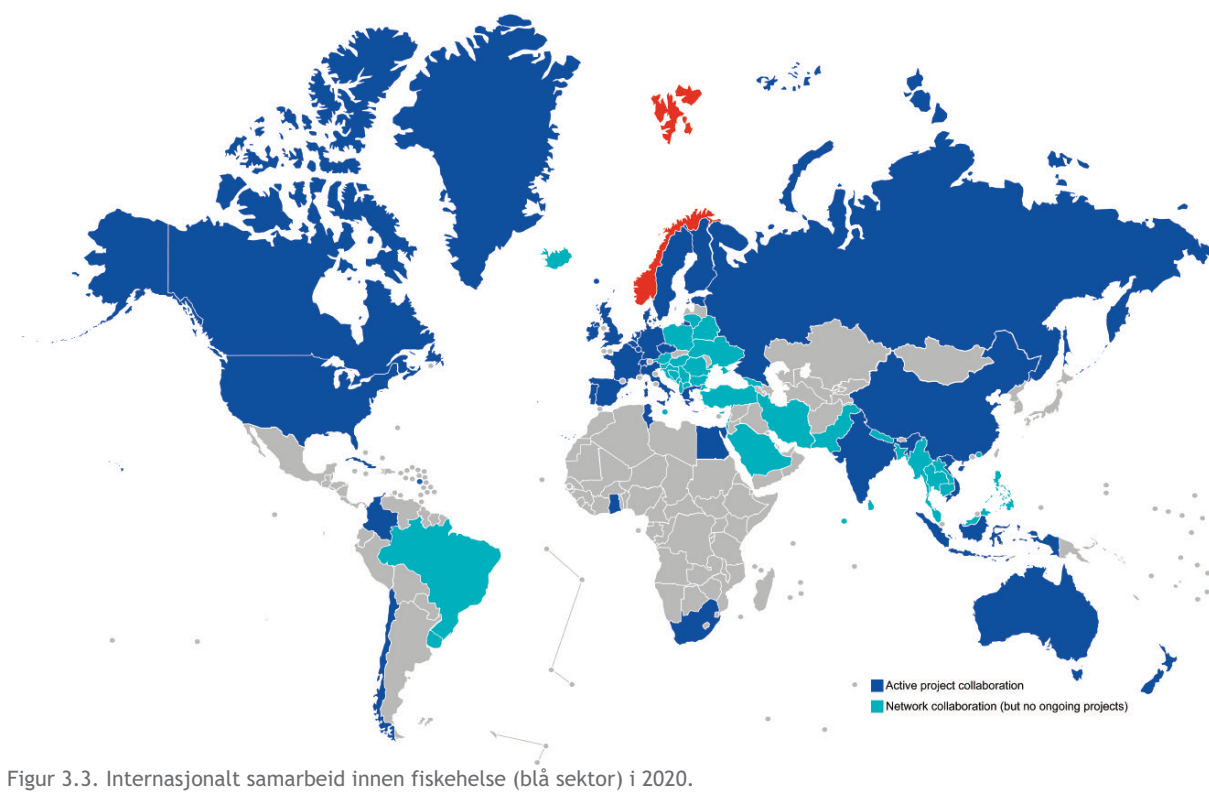 Active project collaboration
Network collaboration (but no ongoing projects)
Figur 3.3. Internasjonalt samarbeid innen fiskehelse (blå sektor) i 2020.